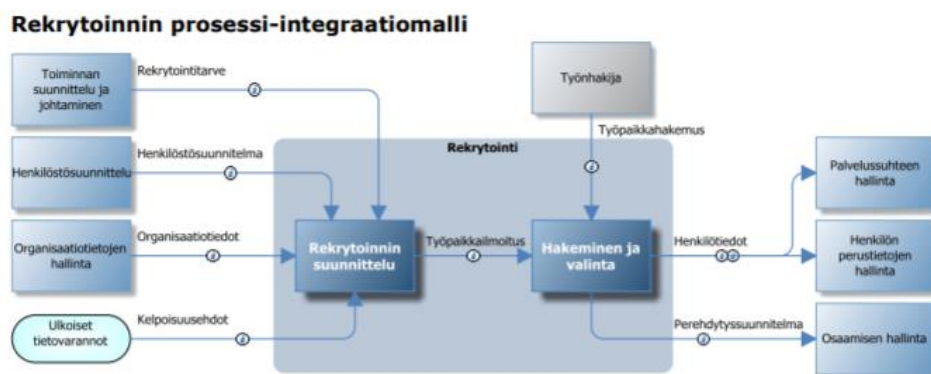 Rekrytoinnin prosessi-integraatiomalli
Toiminnan
suunnittelu ja
johtaminen
Rekrytointitarve
Työnhakija
Työpaikkahakemus
Henkilöstösuunnittelu
Henkilöstösuunnitelma
Rekrytointi
Palvelussuhteen
hallinta
Organisaatiotietojen
hallinta
Organisaatiotiedot
Rekrytoinnin
suunnittelu
Työpaikkailmoitus
Hakeminen ja
valinta
Henkilötiedot
Henkilön
perustietojen
hallinta
Ulkoiset
tietovarannot
Kelpoisuusehdot
Perehdytyssuunnitelma
Osaamisen hallinta